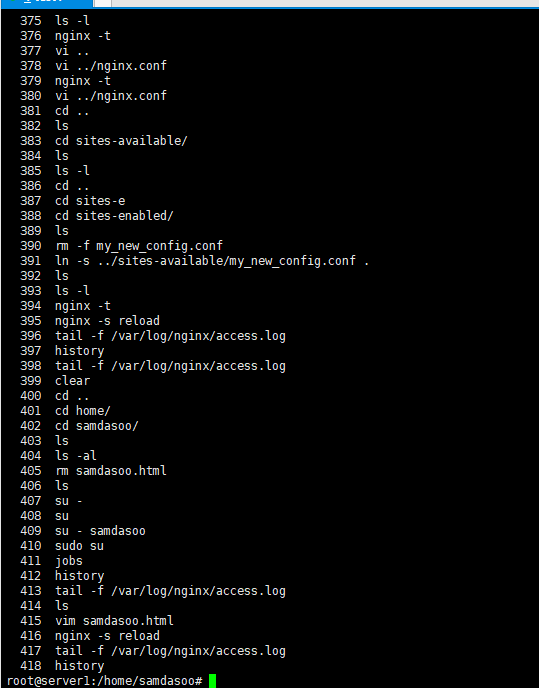 375 ls -l
376 nginx -t
377 vi ..
378 vi ../nginx.conf
379 nginx -t
380 vi ../nginx.conf
381 cd ..
382 ls
383 cd sites-available/
384 ls
385 ls -l
386 cd ..
387 cd sites-e
388 cd sites-enabled/
389 ls
390 rm -f my_new_config.conf
391 ln -s ../sites-available/my_new_config.conf .
392 ls
393 ls -l
394 nginx -t
395 nginx -s reload
396 tail -f /var/log/nginx/access.log
397 history
398 tail -f /var/log/nginx/access.log
399 clear
400 cd ..
401 cd home/
402 cd samdasoo/
403 ls
404 ls -al
405 rm samdasoo.html
406 ls
407 su -
408 su
409 su - samdasoo
410 sudo su
411 jobs
412 history
413 tail -f /var/log/nginx/access.log
414 ls
415 vim samdasoo.html
416 nginx -s reload
417 tail -f /var/log/nginx/access.log
418 history
root@server1:/home/samdasoo#